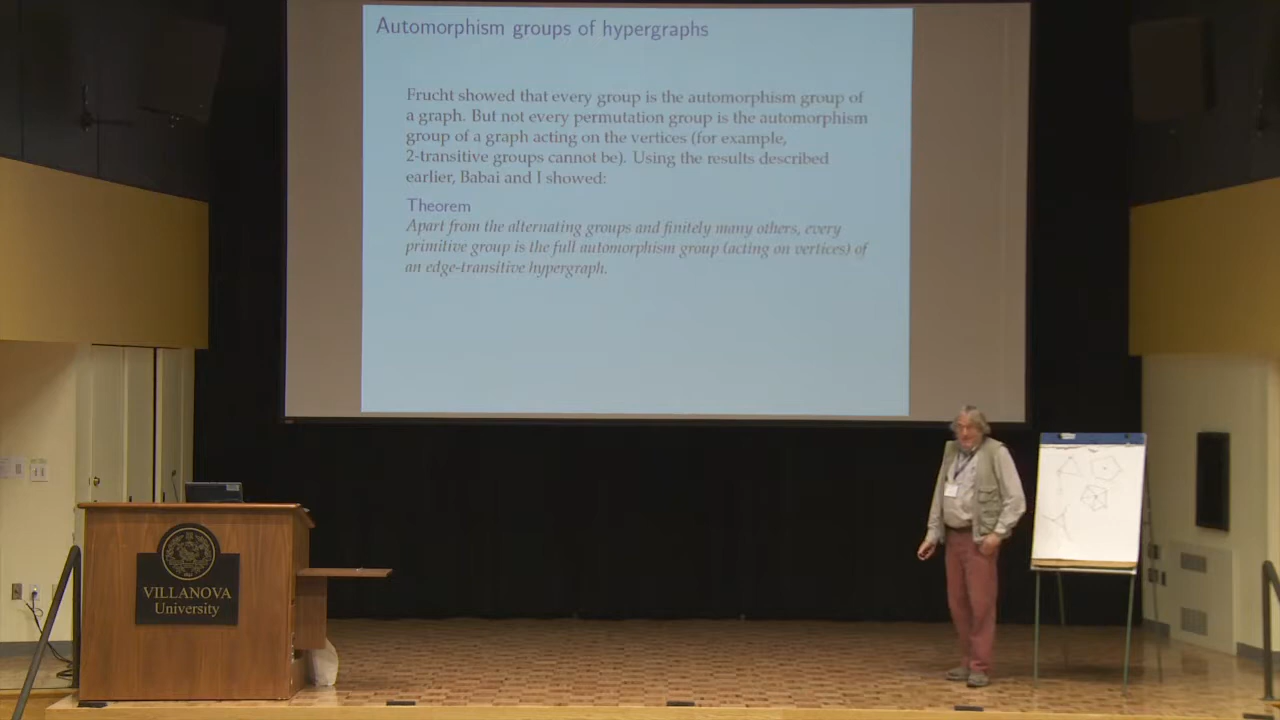 Automorphism groups of hypergraphs
Frucht showed that every group is the automorphism group of
a graph. But not every permutation group is the automorphism
group of a graph acting on the vertices (for example,
2-transitive groups cannot be). Using the results described
earlier, Babai and I showed:
Theorem
Apart from the alternating groups and finitely many others, every
primitive group is the full automorphism group (acting on vertices) of
an edge-transitive hypergraph.
VILLANOVA
University